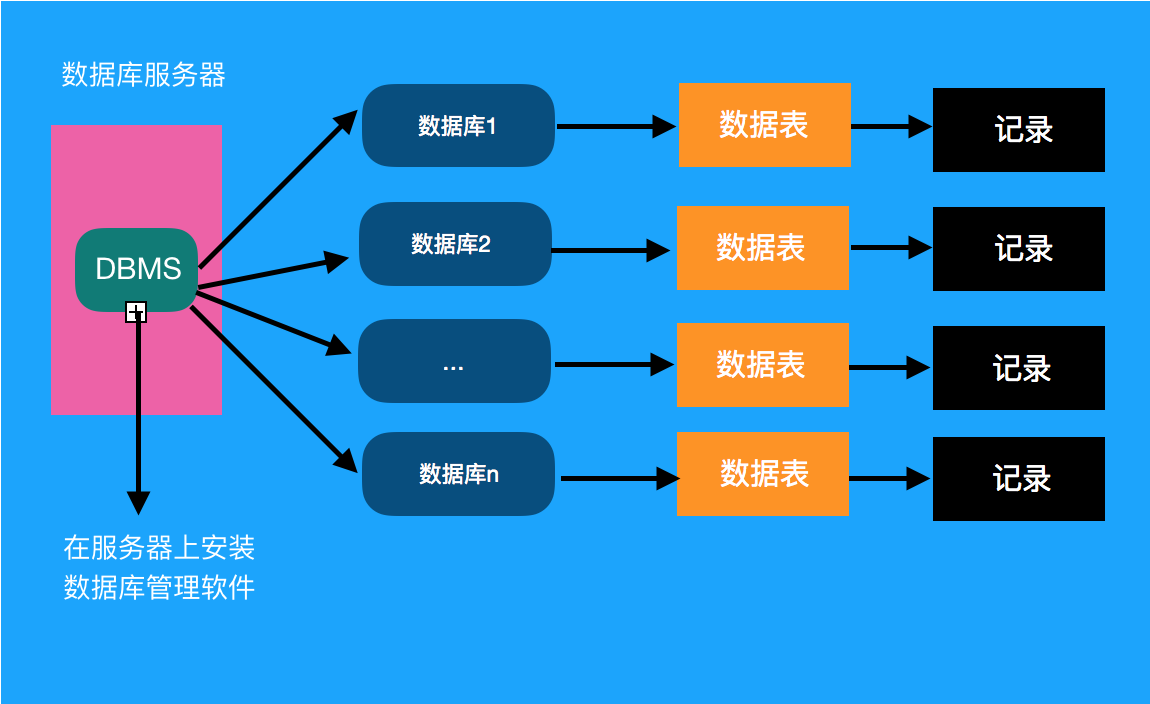 数据库服务器
DBMS
在服务器上安装
数据库管理软件
数据库1
数据表
记录
数据库2
数据表
记录
...
数据表
记录
数据库n
数据表
记录